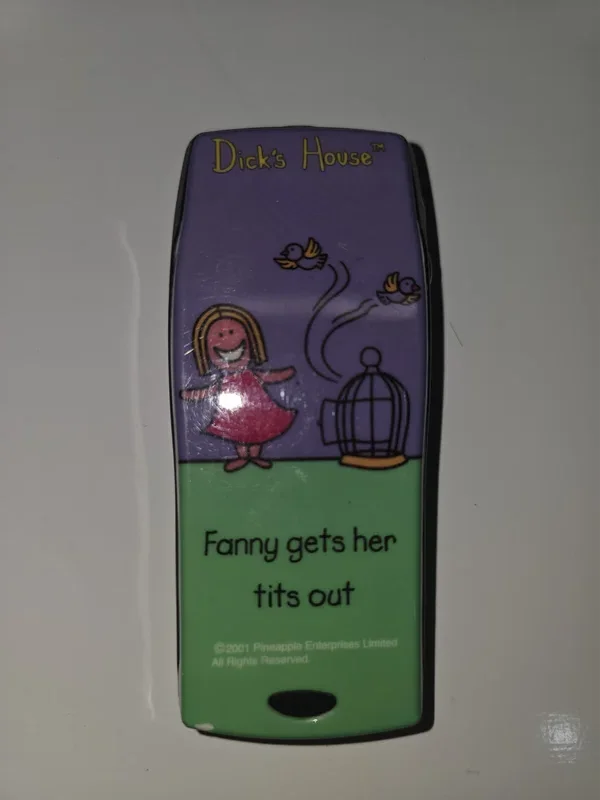 Dick's House™
Fanny gets her
tits out
©2001 Pineapple Enterprises Limited
All Rights Reserved.